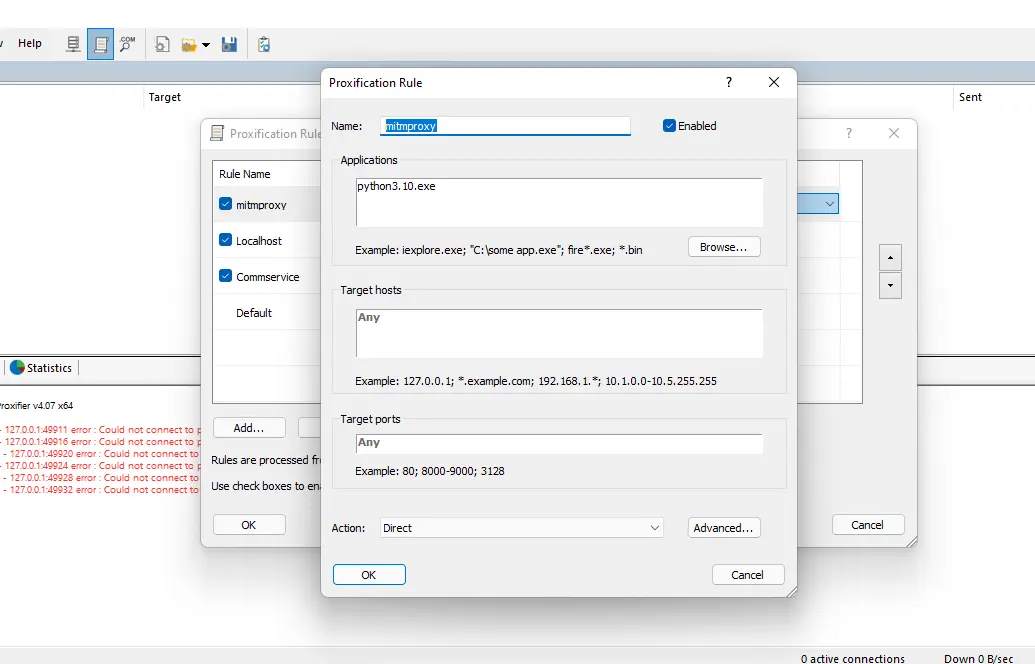 Help
.COM
Target
Sent
Proxification Rule
?
Name:
mitmproxy
Enabled
Applications
python3.10.exe
Example: iexplore.exe; "C:\some app.exe"; fire*.exe; *.bin
Browse...
Target hosts
Any
Example: 127.0.0.1; *.example.com; 192.168.1.*; 10.1.0.0-10.5.255.255
Target ports
Any
Example: 80; 8000-9000; 3128
Action:
Direct
Advanced...
OK
Cancel
Proxification Rule
?
Rule Name
mitmproxy
Localhost
Commservice
Default
Add...
Rules are processed
Use check boxes to
OK
Cancel
Statistics
v4.07 x64
- 127.0.0.1:49911 error : Could not connect to
- 127.0.0.1:49916 error : Could not connect to
- 127.0.0.1:49920 error : Could not connect to
- 127.0.0.1:49924 error : Could not connect to
- 127.0.0.1:49928 error : Could not connect to
- 127.0.0.1:49932 error : Could not connect to
0 active connections
Down 0 B/sec